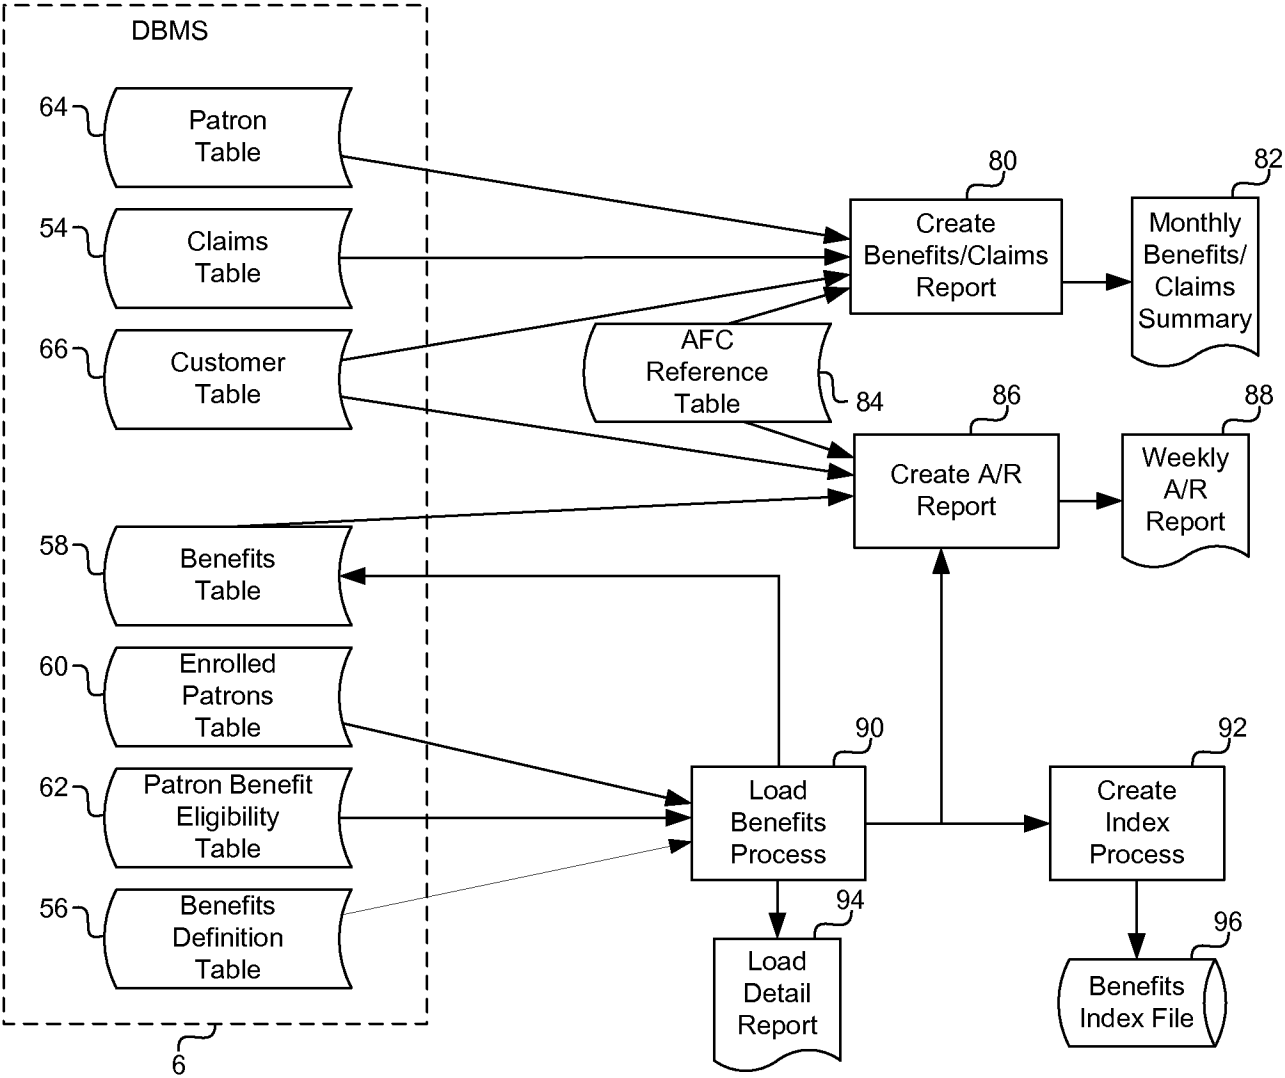 DBMS
64
Patron
Table
54
Claims
Table
66
Customer
Table
58
Benefits
Table
60
Enrolled
Patrons
Table
62
Patron Benefit
Eligibility
Table
56
Benefits
Definition
Table
6
80
Create
Benefits/Claims
Report
82
Monthly
Benefits/
Claims
Summary
AFC
Reference
Table
84
86
Create A/R
Report
88
Weekly
A/R
Report
90
Load
Benefits
Process
92
Create
Index
Process
94
Load
Detail
Report
96
Benefits
Index File